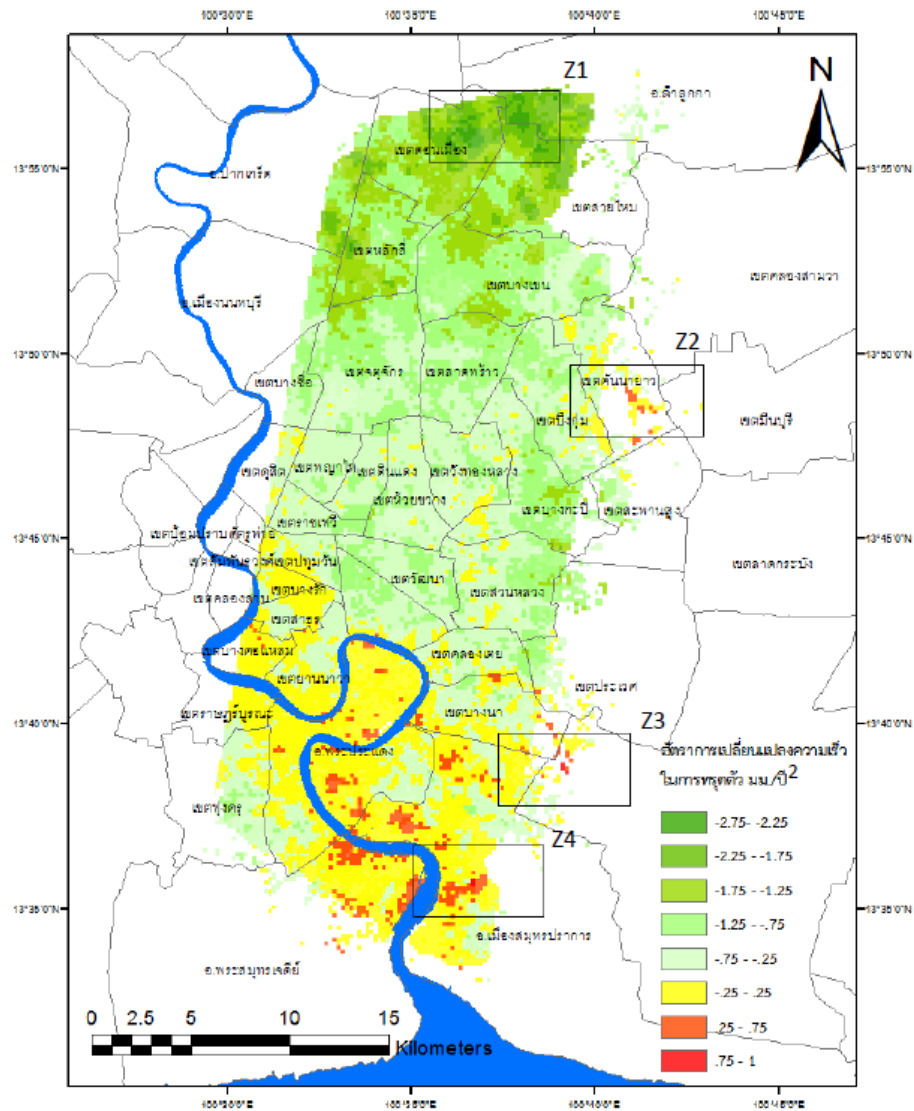 100°30'0"E 100°35'0"E 100°40'0"E 100°45'0"E
Z1
N
อ.ลำลูกกา
เขตดอนเมือง
13°55'0"N 13°55'0"N
อ.ปากเกร็ด
เขตสายไหม
เขตหลักสี่
เขตคลองสามวา
เขตบางเขน
อ.เมืองนนทบุรี
13°50'0"N 13°50'0"N
Z2
เขตบางซื่อ เขตจตุจักร เขตลาดพร้าว เขตคันนายาว
เขตบึงกุ่ม เขตมีนบุรี
เขตดุสิต เขตพญาไท เขตดินแดง เขตวังทองหลาง
เขตห้วยขวาง เขตบางกะปิ เขตสะพานสูง
เขตราชเทวี
13°45'0"N เขตป้อมปราบศัตรูพ่าย 13°45'0"N
เขตสัมพันธวงศ์ เขตปทุมวัน เขตลาดกระบัง
เขตวัฒนา
เขตคลองสาน เขตบางรัก เขตสวนหลวง
เขตสาทร
เขตบางคอแหลม เขตคลองเตย
เขตยานนาวา เขตประเวศ
เขตราษฎร์บูรณะ เขตบางนา
13°40'0"N 13°40'0"N
Z3
อ.พระประแดง
อัตราการเปลี่ยนแปลงความเร็ว
ในการทรุดตัว มม./ปี2
เขตทุ่งครุ
-2.75- -2.25
-2.25 --1.75
Z4
-1.75 --1.25
-1.25 --.75
13°35'0"N 13°35'0"N
อ.เมืองสมุทรปราการ
-.75 --.25
อ.พระสมุทรเจดีย์
-.25 - .25
0 2.5 5 10 15
.25 - .75
Kilometers
.75 - 1
100°30'0"E 100°35'0"E 100°40'0"E 100°45'0"E